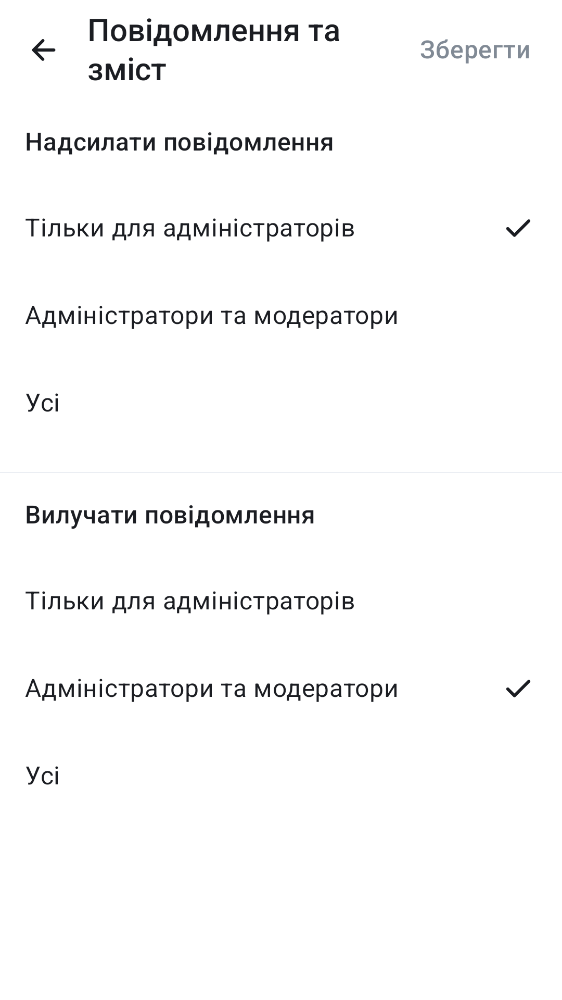 Повідомлення та
зміст
Зберегти
Надсилати повідомлення
Тільки для адміністраторів
Адміністратори та модератори
Усі
Вилучати повідомлення
Тільки для адміністраторів
Адміністратори та модератори
Усі